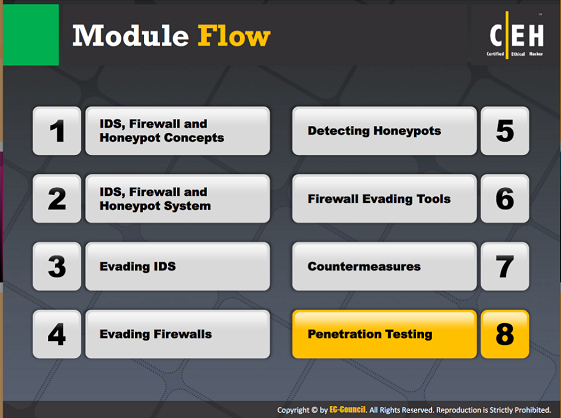 Module Flow
CEH
Certified Ethical Hacker
1
IDS, Firewall and
Honeypot Concepts
2
IDS, Firewall and
Honeypot System
3
Evading IDS
4
Evading Firewalls
Detecting Honeypots
5
Firewall Evading Tools
6
Countermeasures
7
Penetration Testing
8
Copyright © by EC-Council. All Rights Reserved. Reproduction is Strictly Prohibited.